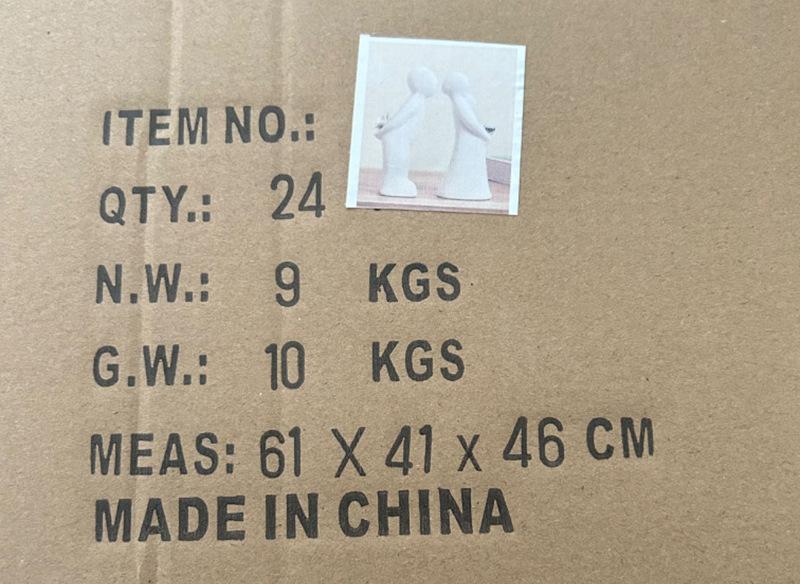 ITEM NO.:
QTY.: 24
N.W.: 9 KGS
G.W.: 10 KGS
MEAS: 61 X 41 x 46 CM
MADE IN CHINA